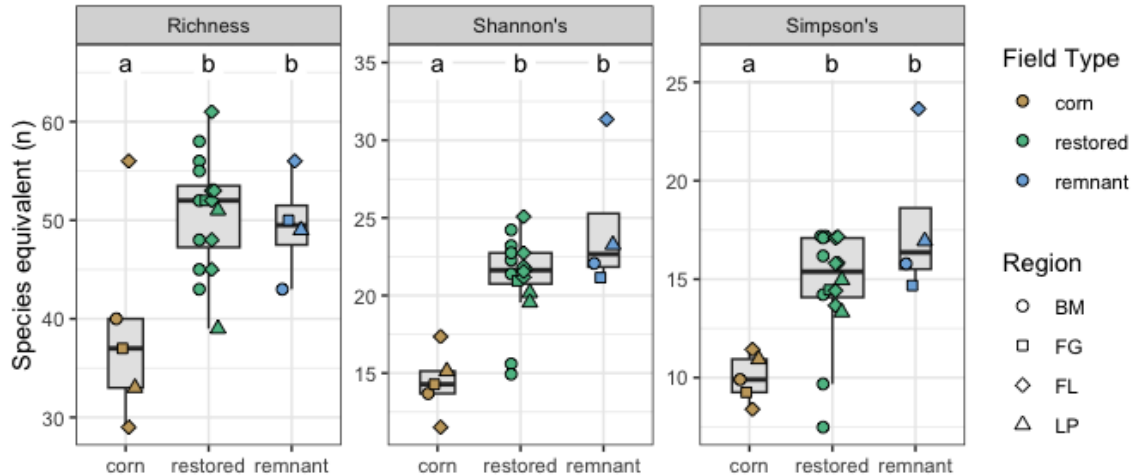 Richness
Shannon's
Simpson's
Field Type
corn
restored
remnant
Region
BM
FG
FL
LP
Species equivalent (n)
a b b
60
50
40
30
corn restored remnant
a b b
35
30
25
20
15
corn restored remnant
a b b
25
20
15
10
corn restored remnant